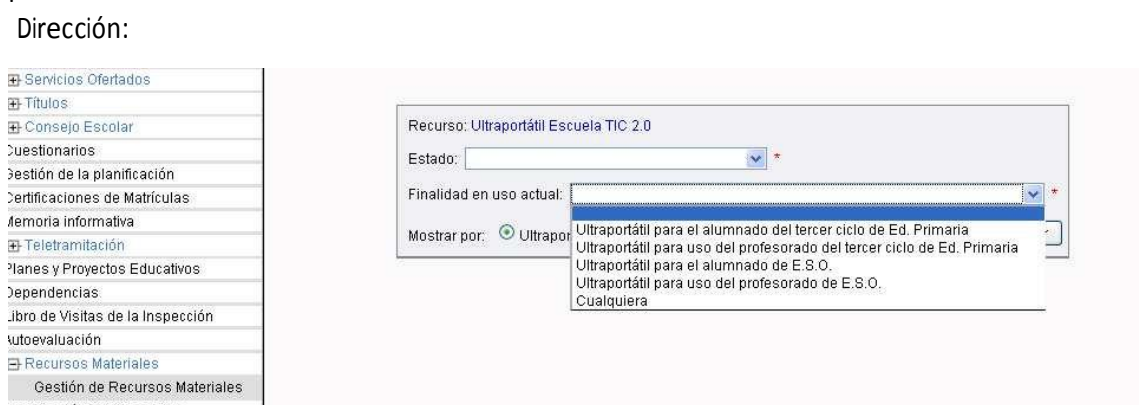 Dirección:
Servicios Ofertados
Títulos
Consejo Escolar
Cuestionarios
Gestión de la planificación
Certificaciones de Matrículas
Memoria informativa
Teletramitación
Planes y Proyectos Educativos
Dependencias
Libro de Visitas de la Inspección
Autoevaluación
Recursos Materiales
Gestión de Recursos Materiales
Recurso: Ultraportátil Escuela TIC 2.0
Estado: *
Finalidad en uso actual: *
Mostrar por: Ultrapor
Ultraportátil para el alumnado del tercer ciclo de Ed. Primaria
Ultraportátil para uso del profesorado del tercer ciclo de Ed. Primaria
Ultraportátil para el alumnado de E.S.O.
Ultraportátil para uso del profesorado de E.S.O.
Cualquiera